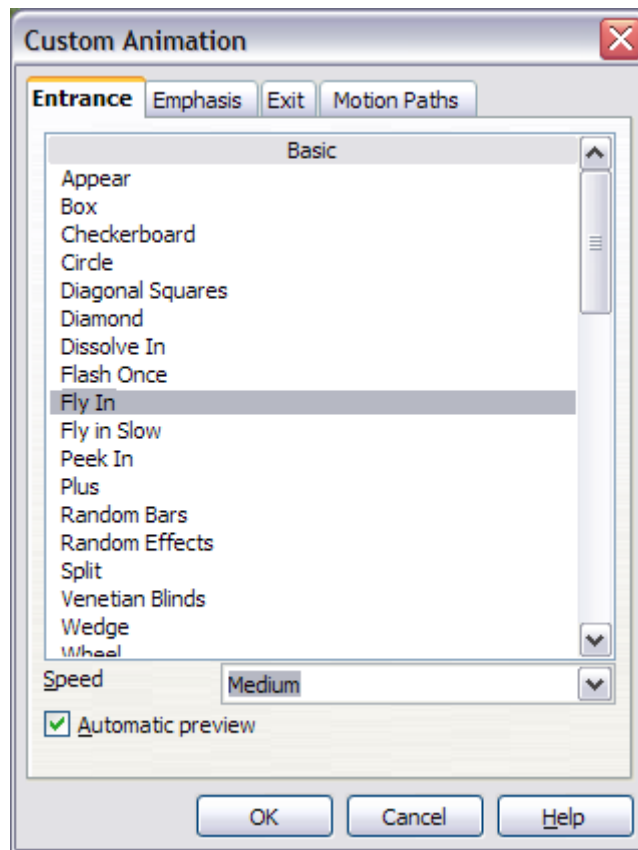 Custom Animation
Entrance Emphasis Exit Motion Paths
Basic
Appear
Box
Checkerboard
Circle
Diagonal Squares
Diamond
Dissolve In
Flash Once
Fly In
Fly in Slow
Peek In
Plus
Random Bars
Random Effects
Split
Venetian Blinds
Wedge
Wheel
Speed Medium
Automatic preview
OK Cancel Help